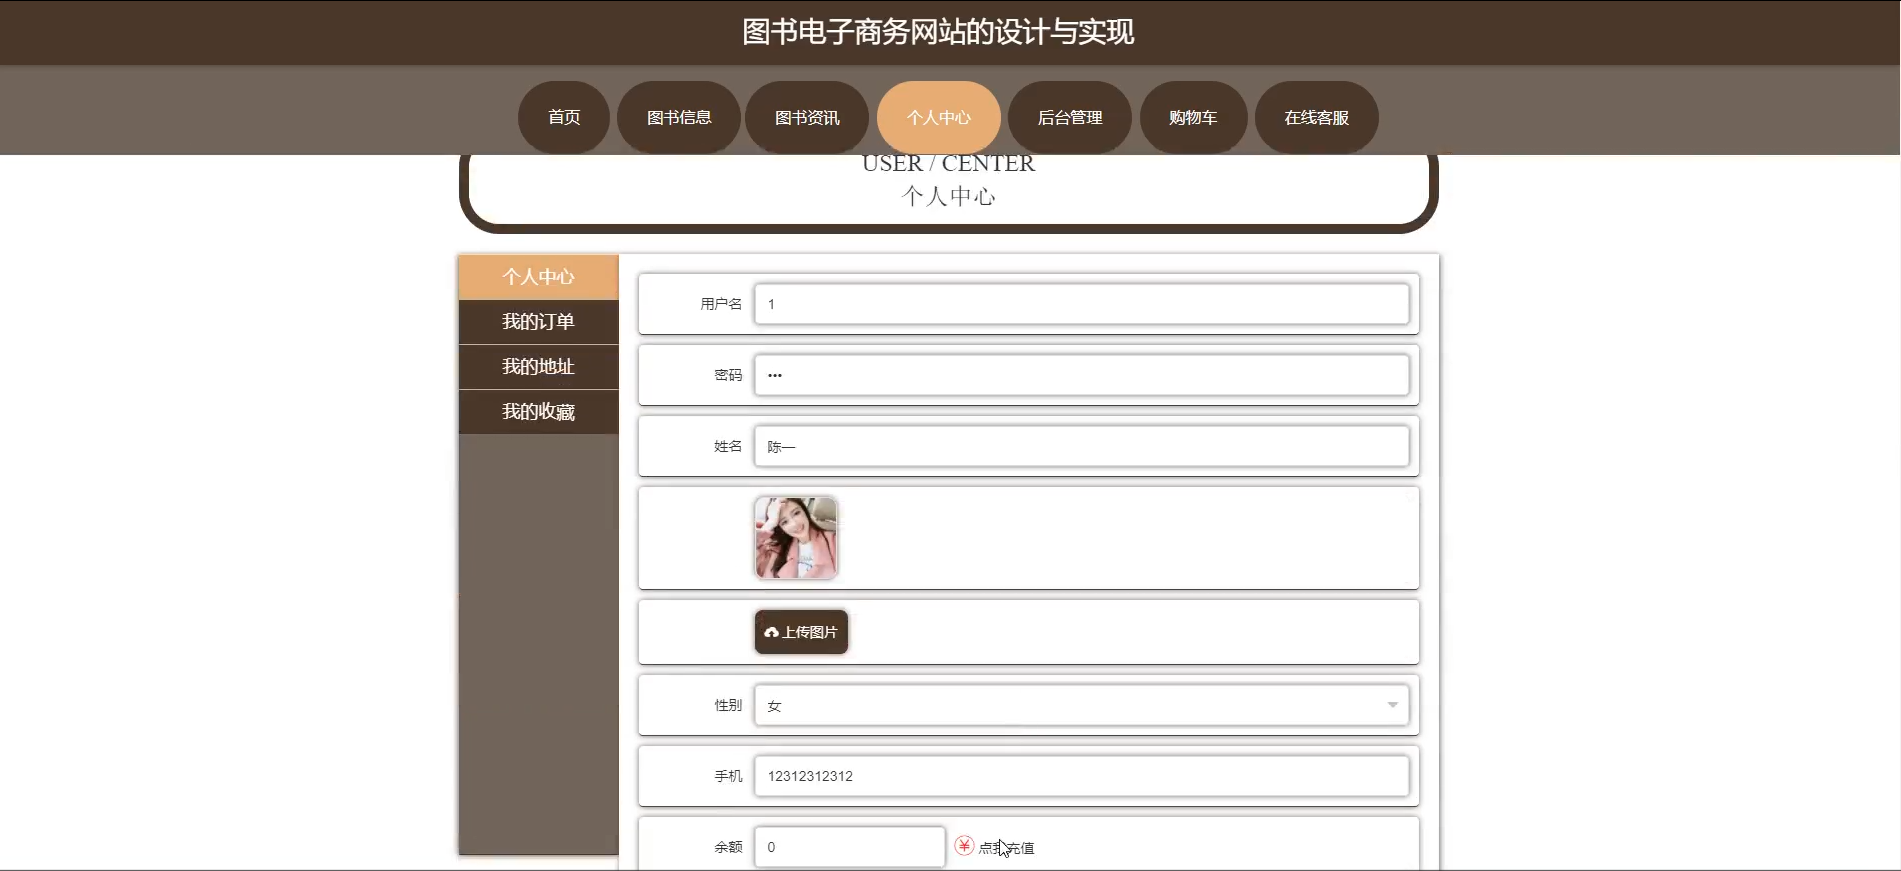 图书电子商务网站的设计与实现
首页 图书信息 图书资讯 个人中心 后台管理 购物车 在线客服
USER / CENTER
个人中心
个人中心
我的订单
我的地址
我的收藏
用户名 1
密码 •••
姓名 陈一
上传图片
性别 女
手机 12312312312
余额 0 点我充值